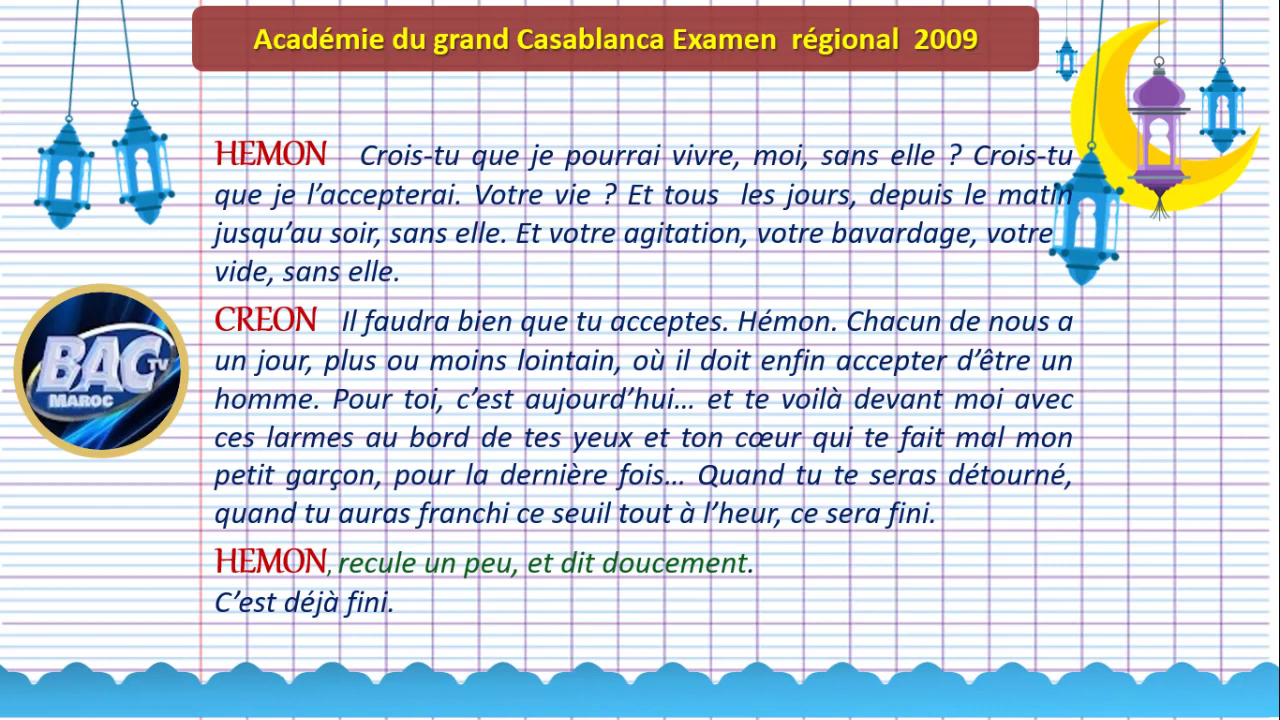 Académie du grand Casablanca Examen régional 2009
HEMON Crois-tu que je pourrai vivre, moi, sans elle ? Crois-tu
que je l’accepterai. Votre vie ? Et tous les jours, depuis le matin
jusqu’au soir, sans elle. Et votre agitation, votre bavardage, votre
vide, sans elle.
CREON Il faudra bien que tu acceptes. Hémon. Chacun de nous a
un jour, plus ou moins lointain, où il doit enfin accepter d’être un
homme. Pour toi, c’est aujourd’hui… et te voilà devant moi avec
ces larmes au bord de tes yeux et ton cœur qui te fait mal mon
petit garçon, pour la dernière fois… Quand tu te seras détourné,
quand tu auras franchi ce seuil tout à l’heur, ce sera fini.
HEMON, recule un peu, et dit doucement.
C’est déjà fini.
BAC TV
MAROC